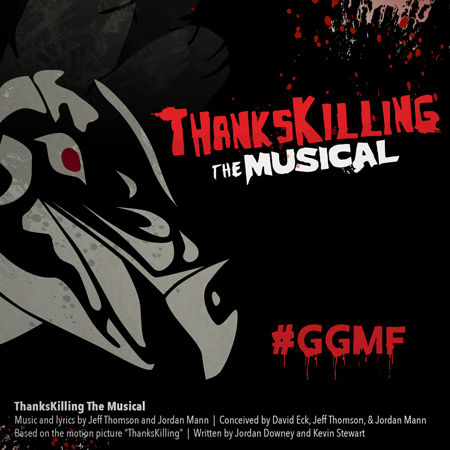 THANKSKILLING
THE MUSICAL
#GGMF
ThanksKilling The Musical
Music and lyrics by Jeff Thomson and Jordan Mann | Conceived by David Eck, Jeff Thomson, & Jordan Mann
Based on the motion picture "ThanksKilling" | Written by Jordan Downey and Kevin Stewart